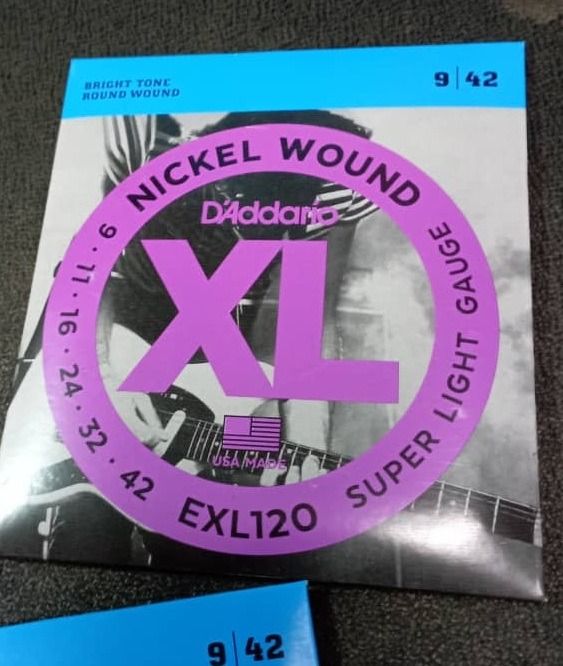 BRIGHT TONE
ROUND WOUND
9|42
NICKEL WOUND
D'Addario
XL
9 · 11 · 16 · 24 · 32 · 42
USA MADE
EXL120
SUPER LIGHT GAUGE
9|42